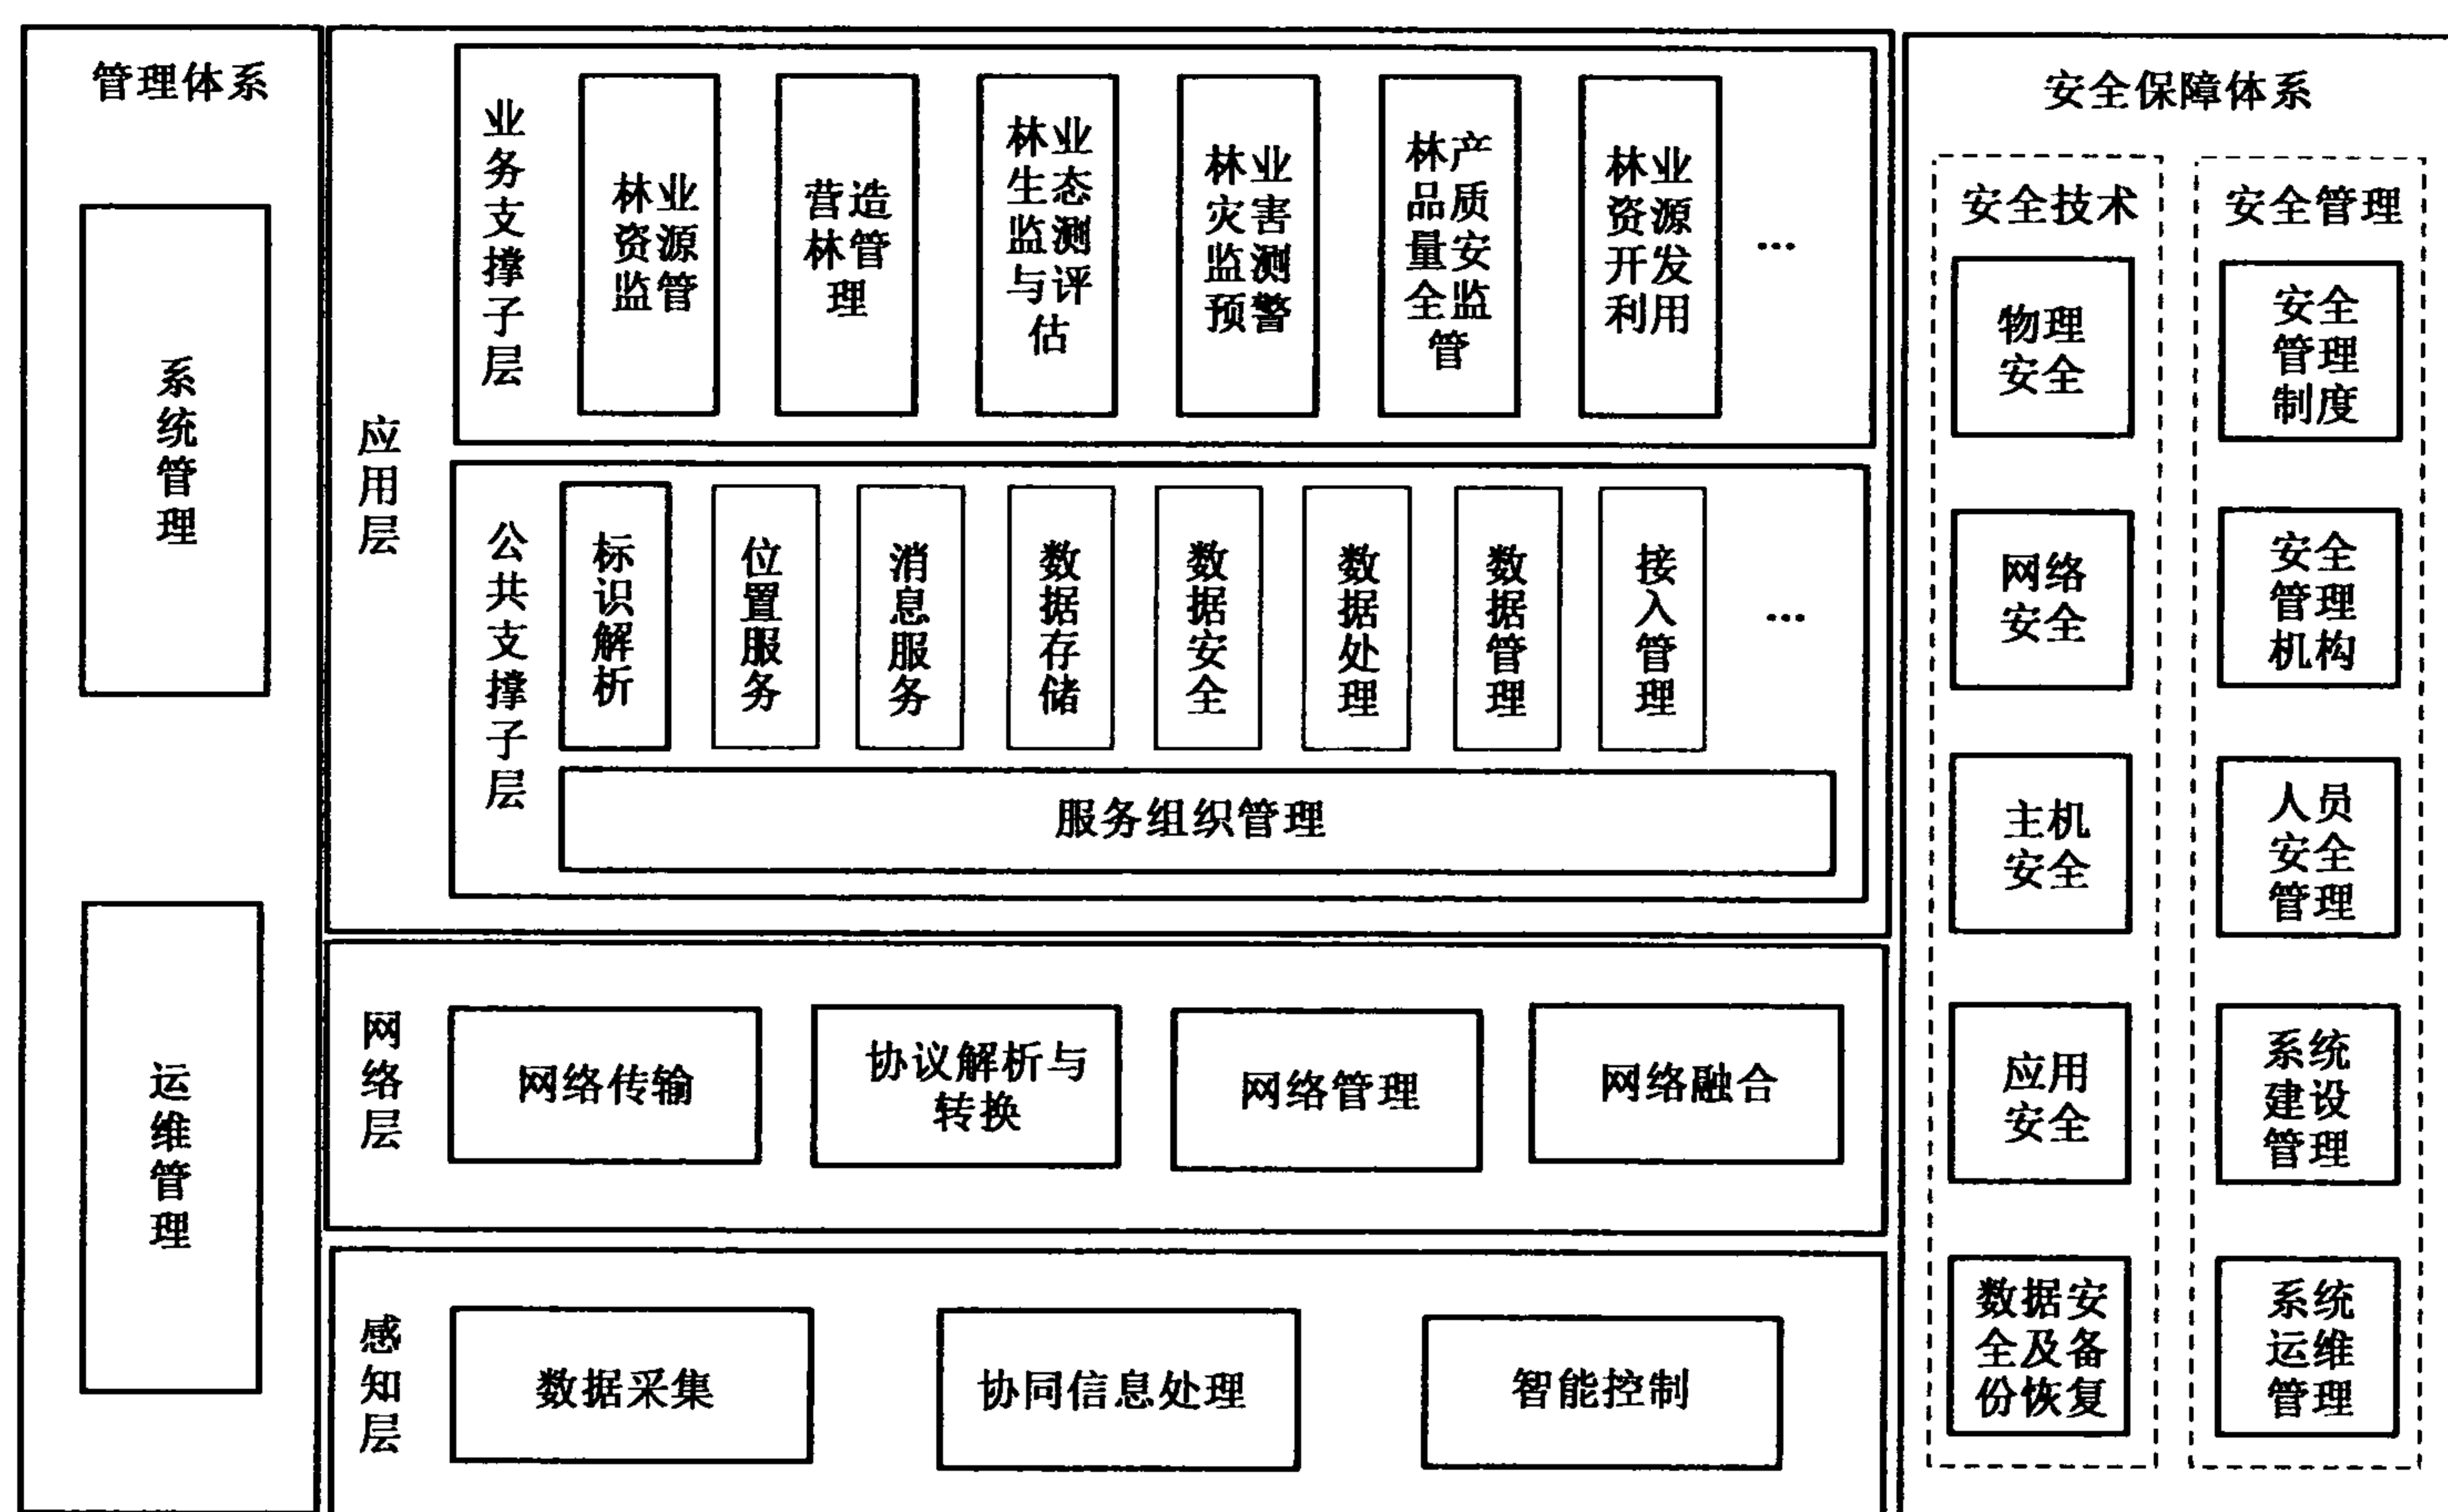 管理体系
系统管理
运维管理
应用层
业务支撑子层
林业
资源
监管
营造
林管
理
林业
生态
监测
与评
估
林业
灾害
监测
预警
林产
品质
量安
全监
管
林业
资源
开发
利用
...
公共支撑子层
标识解析
位置服务
消息服务
数据存储
数据安全
数据处理
数据管理
接入管理
...
服务组织管理
网络层
网络传输
协议解析与
转换
网络管理
网络融合
感知层
数据采集
协同信息处理
智能控制
安全保障体系
安全技术
物理
安全
网络
安全
主机
安全
应用
安全
数据安
全及备
份恢复
安全管理
安全
管理
制度
安全
管理
机构
人员
安全
管理
系统
建设
管理
系统
运维
管理